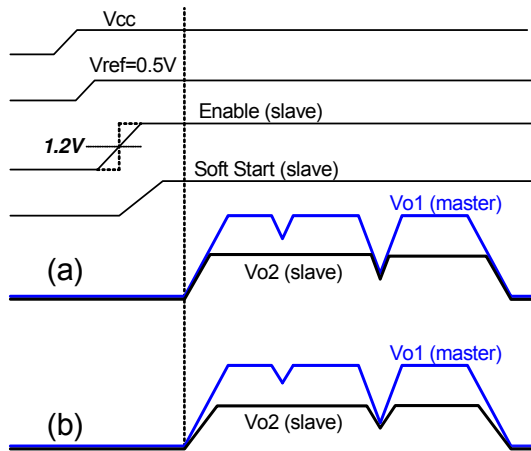 Vcc
Vref=0.5V
Enable (slave)
1.2V
Soft Start (slave)
Vo1 (master)
(a)
Vo2 (slave)
Vo1 (master)
(b)
Vo2 (slave)